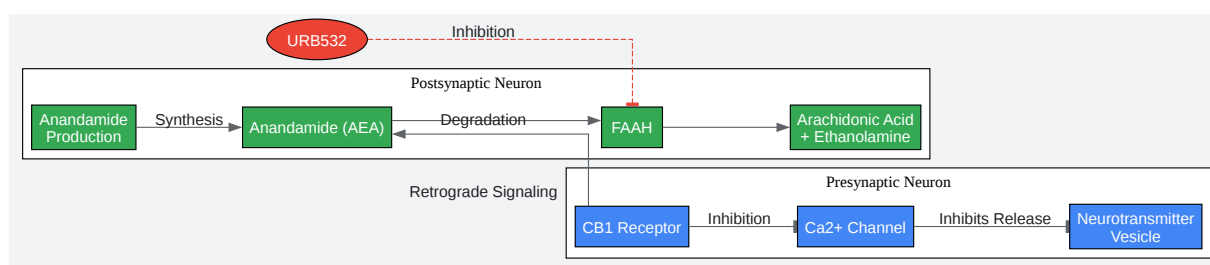 URB532
Inhibition
Postsynaptic Neuron
Anandamide
Production
Synthesis
Anandamide (AEA)
Degradation
FAAH
Arachidonic Acid
+ Ethanolamine
Retrograde Signaling
Presynaptic Neuron
CB1 Receptor
Inhibition
Ca2+ Channel
Inhibits Release
Neurotransmitter
Vesicle